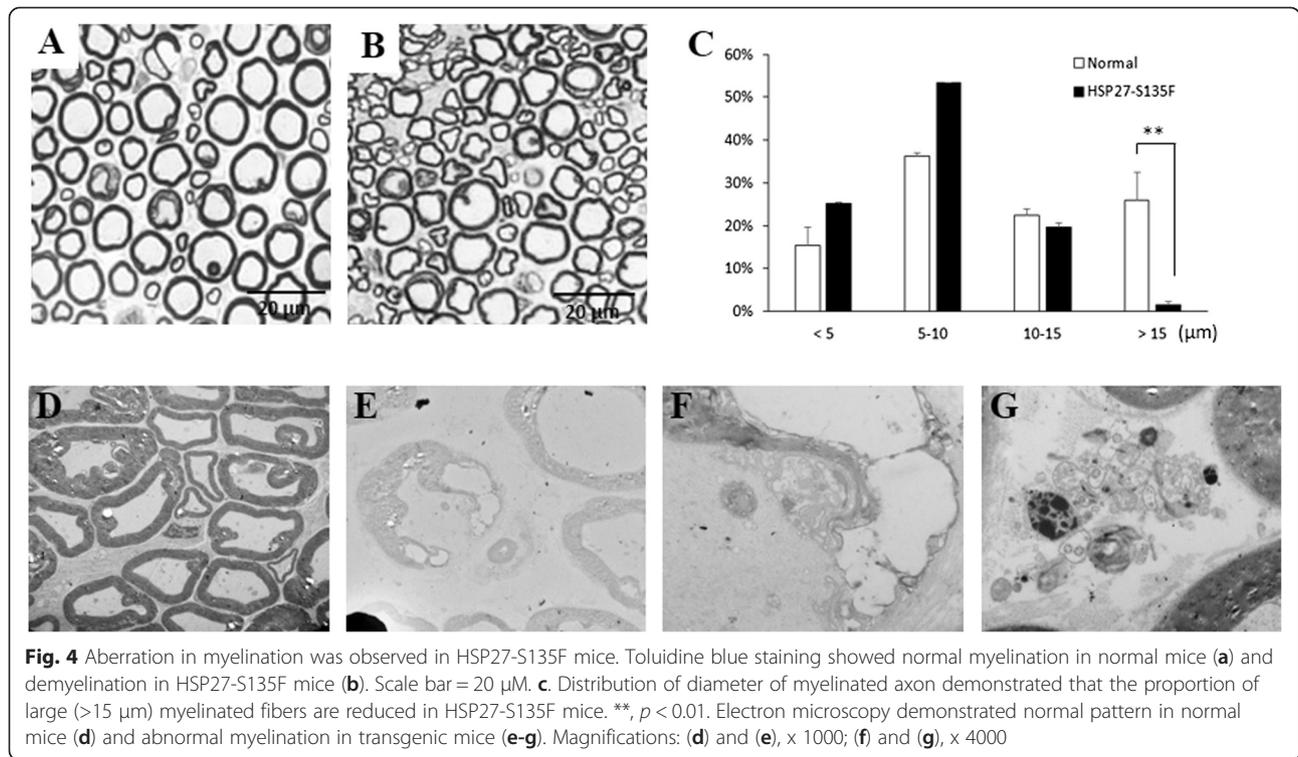 A
B
C
60%
50%
40%
30%
20%
10%
0%
Normal
HSP27-S135F
**
< 5
5-10
10-15
> 15
(μm)
20 μm
20 μm
D
E
F
G
Fig. 4 Aberration in myelination was observed in HSP27-S135F mice. Toluidine blue staining showed normal myelination in normal mice (a) and
demyelination in HSP27-S135F mice (b). Scale bar = 20 μM. c. Distribution of diameter of myelinated axon demonstrated that the proportion of
large (>15 μm) myelinated fibers are reduced in HSP27-S135F mice. **, p < 0.01. Electron microscopy demonstrated normal pattern in normal
mice (d) and abnormal myelination in transgenic mice (e-g). Magnifications: (d) and (e), x 1000; (f) and (g), x 4000